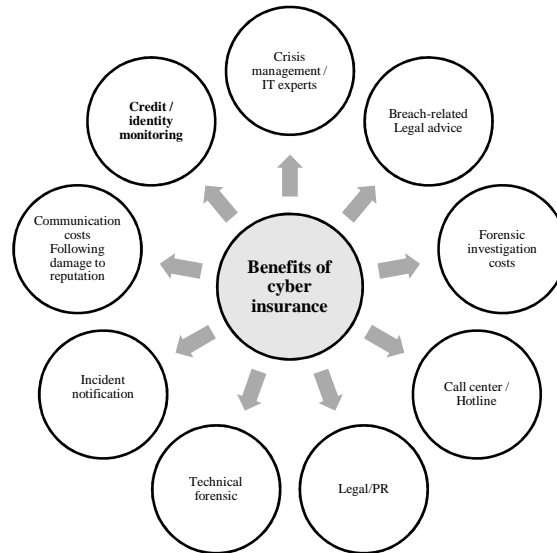 Crisis
management /
IT experts
Breach-related
Legal advice
Forensic
investigation
costs
Call center /
Hotline
Legal/PR
Technical
forensic
Incident
notification
Communication
costs
Following
damage to
reputation
Credit /
identity
monitoring
Benefits of
cyber
insurance